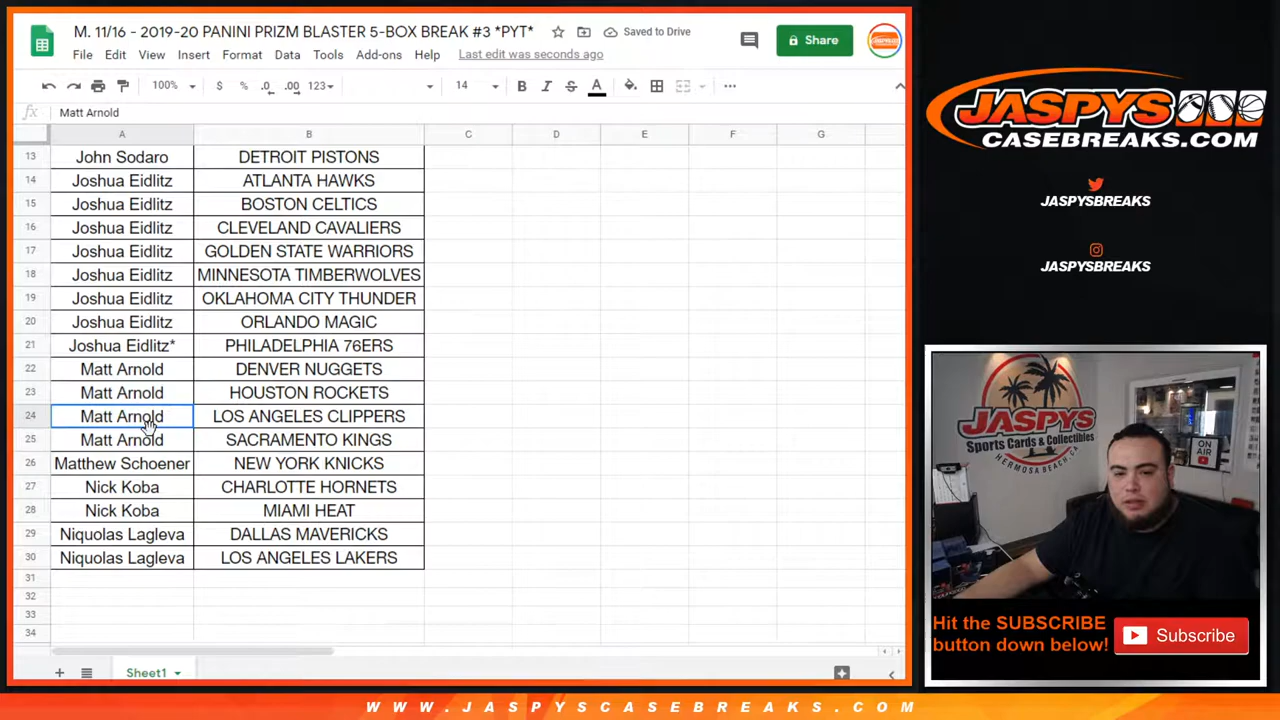 M. 11/16 - 2019-20 PANINI PRIZM BLASTER 5-BOX BREAK #3 *PYT*
Saved to Drive
Share
File Edit View Insert Format Data Tools Add-ons Help Last edit was seconds ago
100% $ % .0 .00 123 14 B I S A
fx Matt Arnold
A B C D E F G
13 John Sodaro DETROIT PISTONS
14 Joshua Eidlitz ATLANTA HAWKS
15 Joshua Eidlitz BOSTON CELTICS
16 Joshua Eidlitz CLEVELAND CAVALIERS
17 Joshua Eidlitz GOLDEN STATE WARRIORS
18 Joshua Eidlitz MINNESOTA TIMBERWOLVES
19 Joshua Eidlitz OKLAHOMA CITY THUNDER
20 Joshua Eidlitz ORLANDO MAGIC
21 Joshua Eidlitz* PHILADELPHIA 76ERS
22 Matt Arnold DENVER NUGGETS
23 Matt Arnold HOUSTON ROCKETS
24 Matt Arnold LOS ANGELES CLIPPERS
25 Matt Arnold SACRAMENTO KINGS
26 Matthew Schoener NEW YORK KNICKS
27 Nick Koba CHARLOTTE HORNETS
28 Nick Koba MIAMI HEAT
29 Niquolas Lagleva DALLAS MAVERICKS
30 Niquolas Lagleva LOS ANGELES LAKERS
31
32
33
34
Sheet1
JASPYS
CASEBREAKS.COM
JASPYSBREAKS
JASPYSBREAKS
JASPYS
Sports Cards & Collectibles
HERMOSA BEACH, CA
ON AIR
Hit the SUBSCRIBE
button down below!
Subscribe
WWW.JASPYSCASEBREAKS.COM